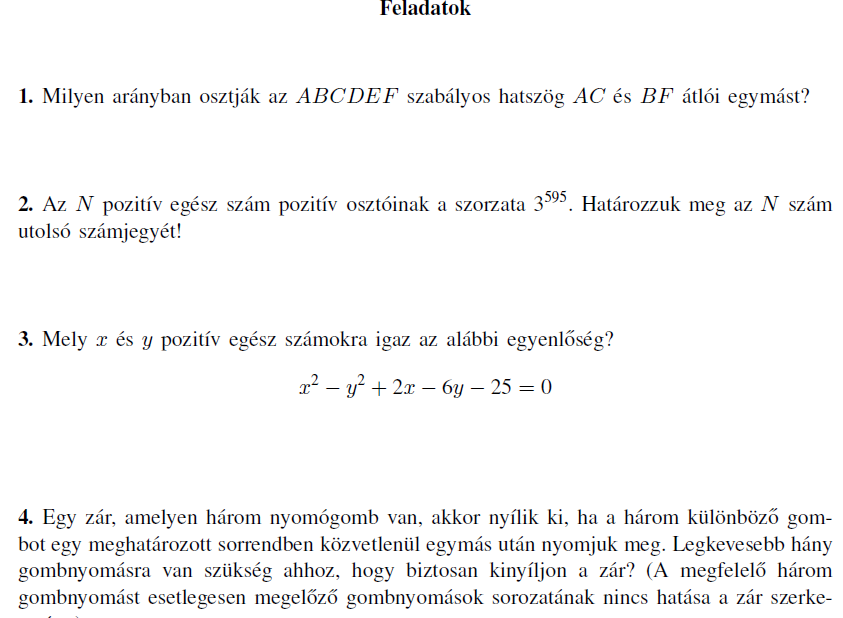 Feladatok
1. Milyen arányban osztják az ABCDEF szabályos hatszög AC és BF átlói egymást?
2. Az N pozitív egész szám pozitív osztóinak a szorzata 3^595. Határozzuk meg az N szám
utolsó számjegyét!
3. Mely x és y pozitív egész számokra igaz az alábbi egyenlőség?
x² − y² + 2x − 6y − 25 = 0
4. Egy zár, amelyen három nyomógomb van, akkor nyílik ki, ha a három különböző gom-
bot egy meghatározott sorrendben közvetlenül egymás után nyomjuk meg. Legkevesebb hány
gombnyomásra van szükség ahhoz, hogy biztosan kinyíljon a zár? (A megfelelő három
gombnyomást esetlegesen megelőző gombnyomások sorozatának nincs hatása a zár szerke-